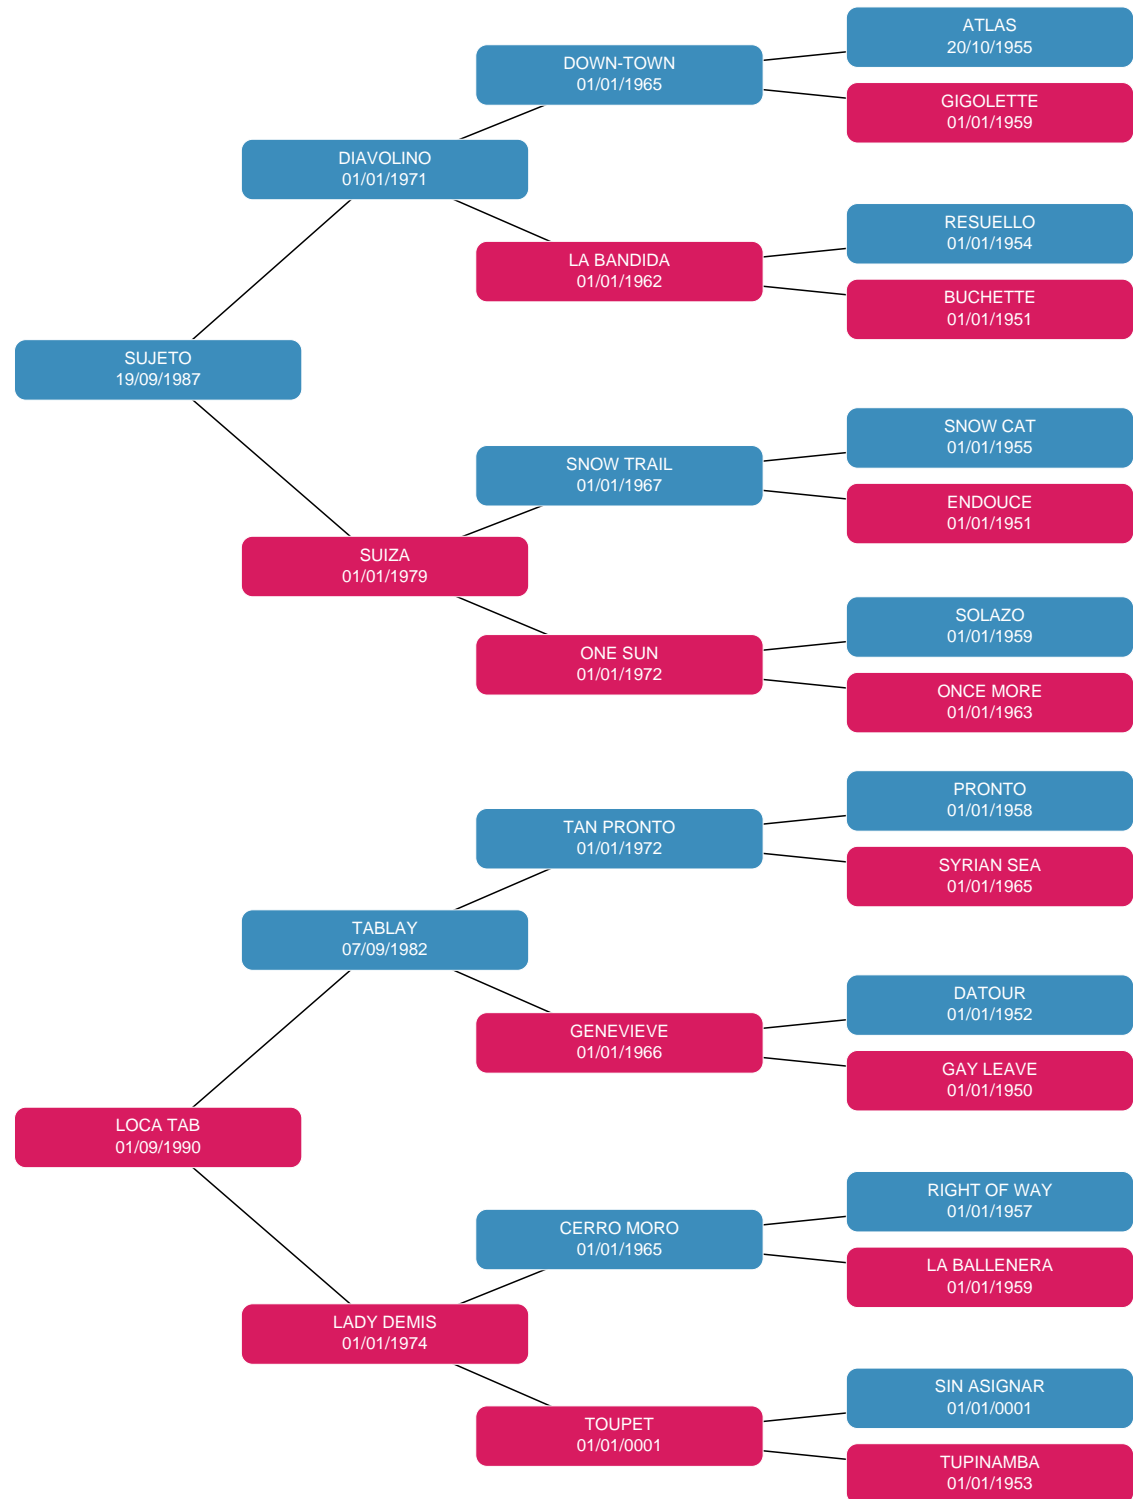 ATLAS
20/10/1955
DOWN-TOWN
01/01/1965
GIGOLETTE
01/01/1959
DIAVOLINO
01/01/1971
RESUELLO
01/01/1954
LA BANDIDA
01/01/1962
BUCHETTE
01/01/1951
SUJETO
19/09/1987
SNOW CAT
01/01/1955
SNOW TRAIL
01/01/1967
ENDOUCE
01/01/1951
SUIZA
01/01/1979
SOLAZO
01/01/1959
ONE SUN
01/01/1972
ONCE MORE
01/01/1963
PRONTO
01/01/1958
TAN PRONTO
01/01/1972
SYRIAN SEA
01/01/1965
TABLAY
07/09/1982
DATOUR
01/01/1952
GENEVIEVE
01/01/1966
GAY LEAVE
01/01/1950
LOCA TAB
01/09/1990
RIGHT OF WAY
01/01/1957
CERRO MORO
01/01/1965
LA BALLENERA
01/01/1959
LADY DEMIS
01/01/1974
SIN ASIGNAR
01/01/0001
TOUPET
01/01/0001
TUPINAMBA
01/01/1953